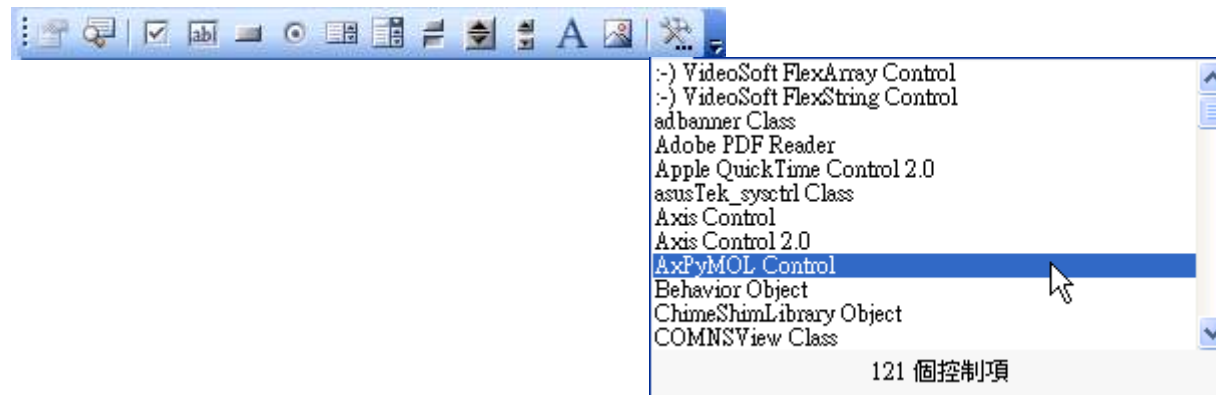 abl
A
:-) VideoSoft FlexArray Control
:-) VideoSoft FlexString Control
adbanner Class
Adobe PDF Reader
Apple QuickTime Control 2.0
asusTek_sysctrl Class
Axis Control
Axis Control 2.0
AxPyMOL Control
Behavior Object
ChimeShimLibrary Object
COMNSView Class
121 個控制項